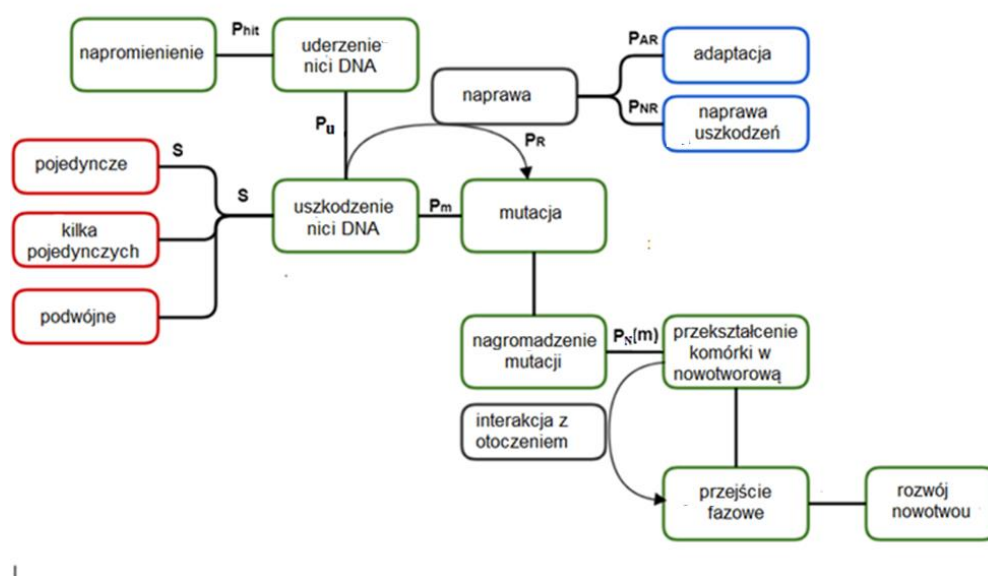 napromienienie
Phit
uderzenie
nici DNA
PAR
adaptacja
naprawa
PNR
naprawa
uszkodzeń
Pu
PR
pojedyncze
S
S
uszkodzenie
nici DNA
Pm
mutacja
kilka
pojedynczych
podwójne
nagromadzenie
mutacji
PN(m)
przekształcenie
komórki w
nowotworową
interakcja z
otoczeniem
przejście
fazowe
rozwój
nowotwou